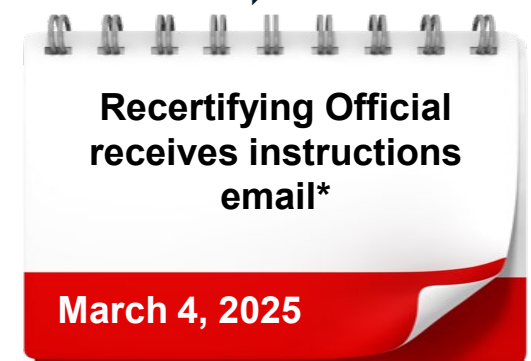 Recertifying Official
receives instructions
email*
March 4, 2025